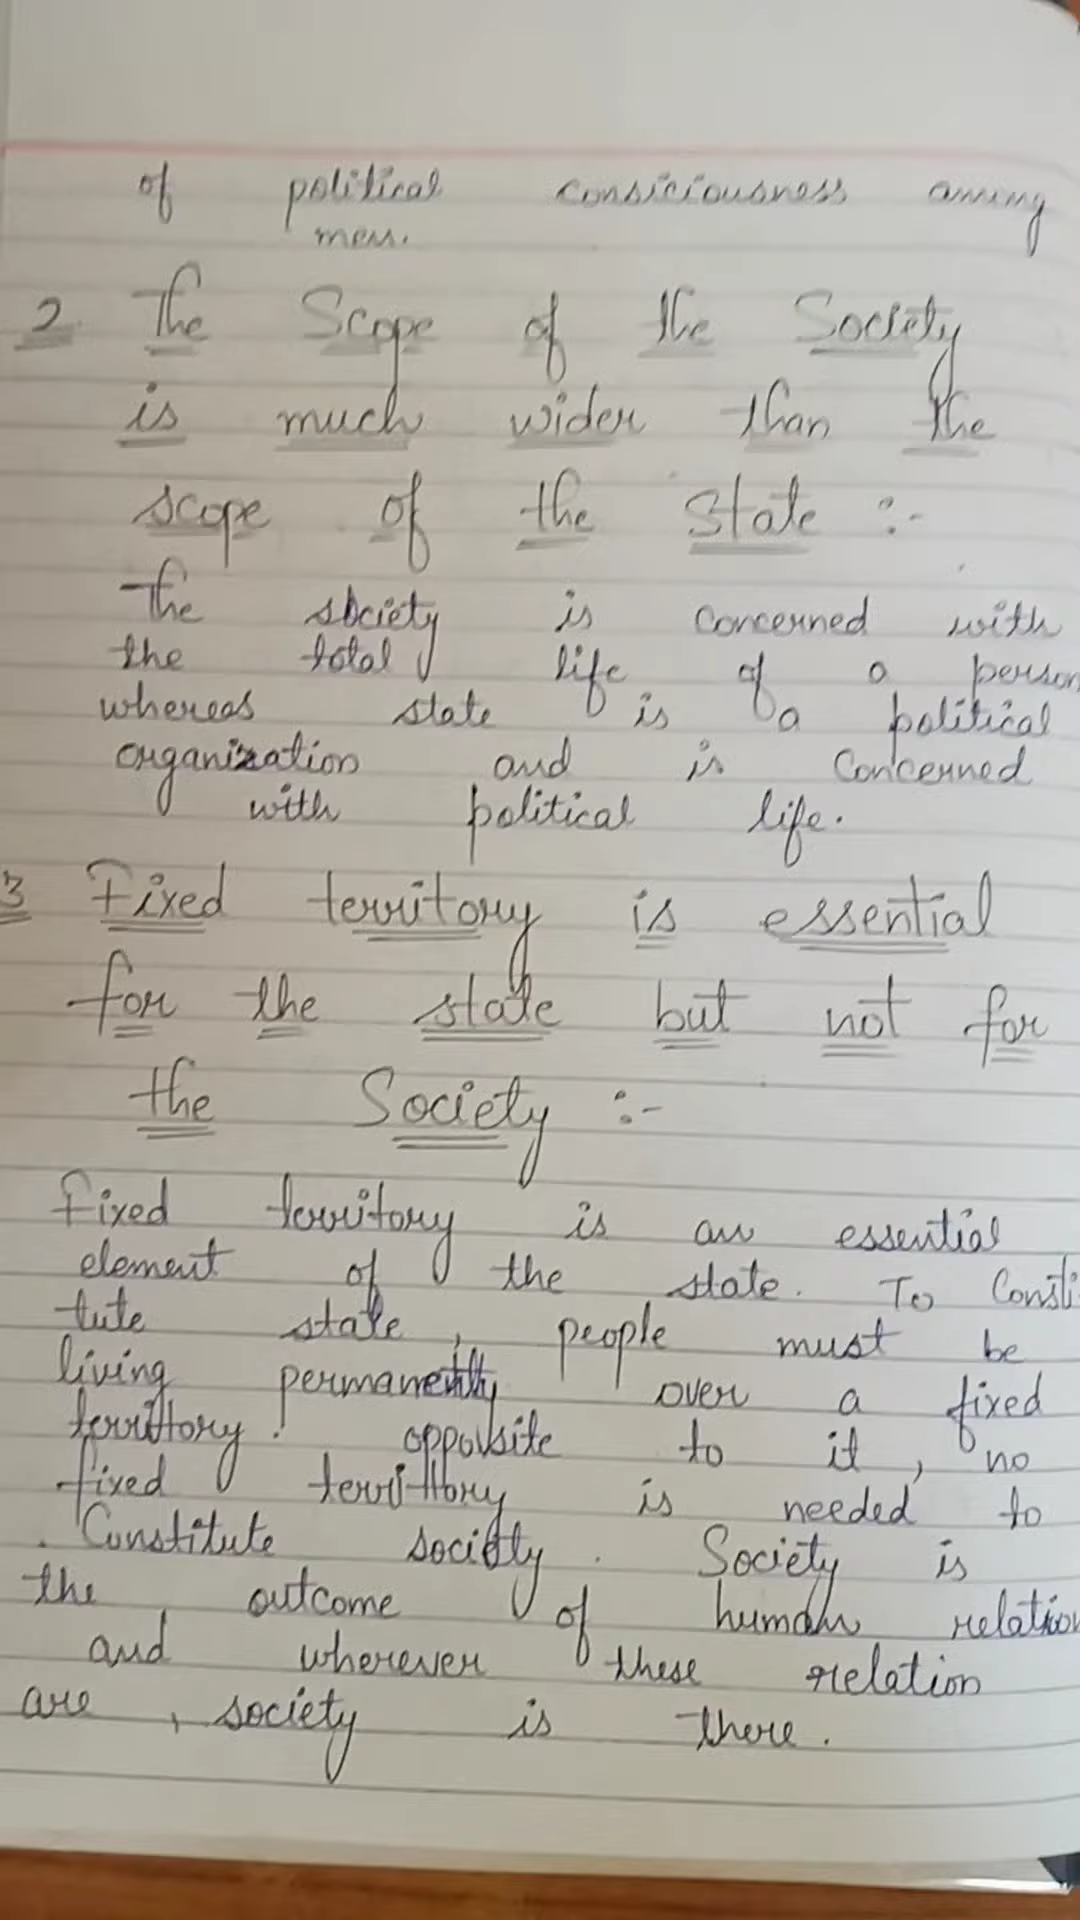 of political consiciousness among
men.
2. The Scope of the Society
is much wider than the
scope of the State :-
The society is concerned with
the total life of a person
whereas state is a political
organization and is concerned
with political life.
3 Fixed territory is essential
for the state but not for
the Society :-
Fixed territory is an essential
element of the state. To Consti-
tute state, people must be
living permanently over a fixed
territtory. opposite to it, no
fixed territtory is needed to
Constitute society. Society is
the outcome of human relation
and wherever these relation
are, society is there.